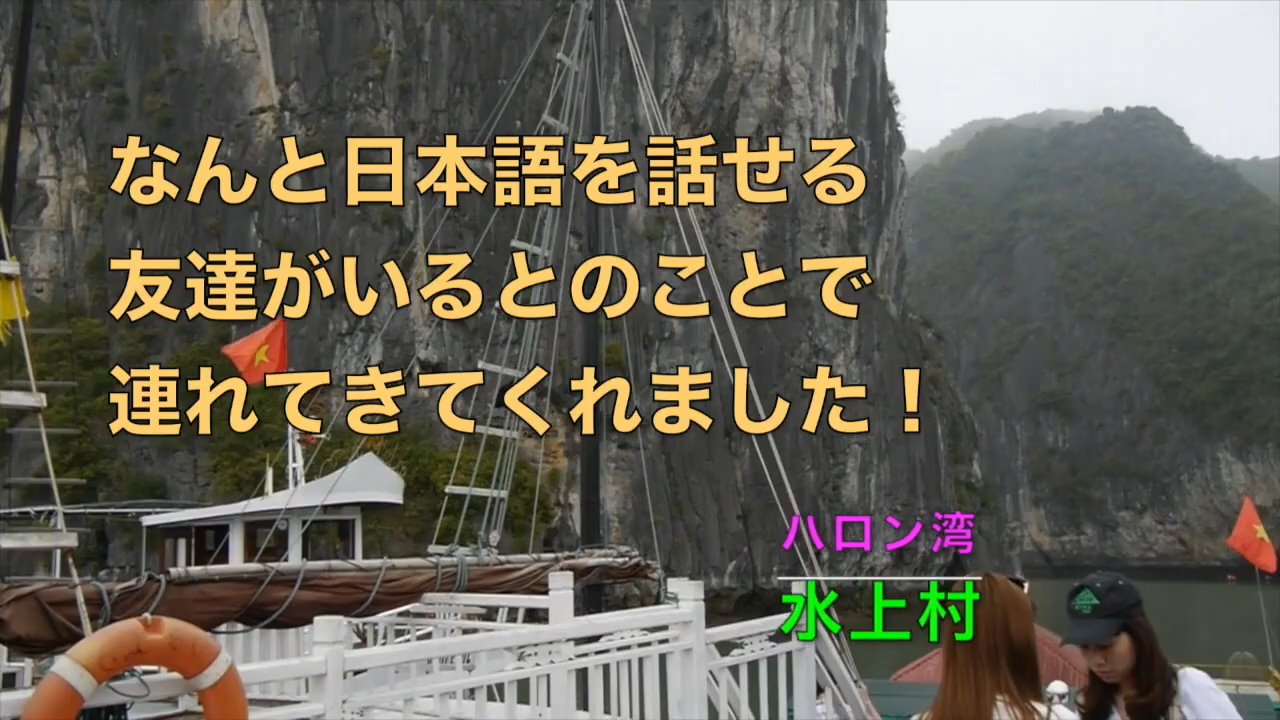 なんと日本語を話せる
友達がいるとのことで
連れてきてくれました！
ハロン湾
水上村